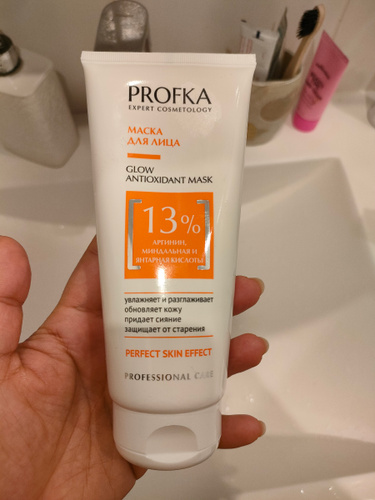 PROFKA
EXPERT COSMETOLOGY
МАСКА
ДЛЯ ЛИЦА
GLOW
ANTIOXIDANT MASK
13%
АРГИНИН,
МИНДАЛЬНАЯ И
ЯНТАРНАЯ КИСЛОТЫ
увлажняет и разглаживает
обновляет кожу
придает сияние
защищает от старения
PERFECT SKIN EFFECT
PROFESSIONAL CARE